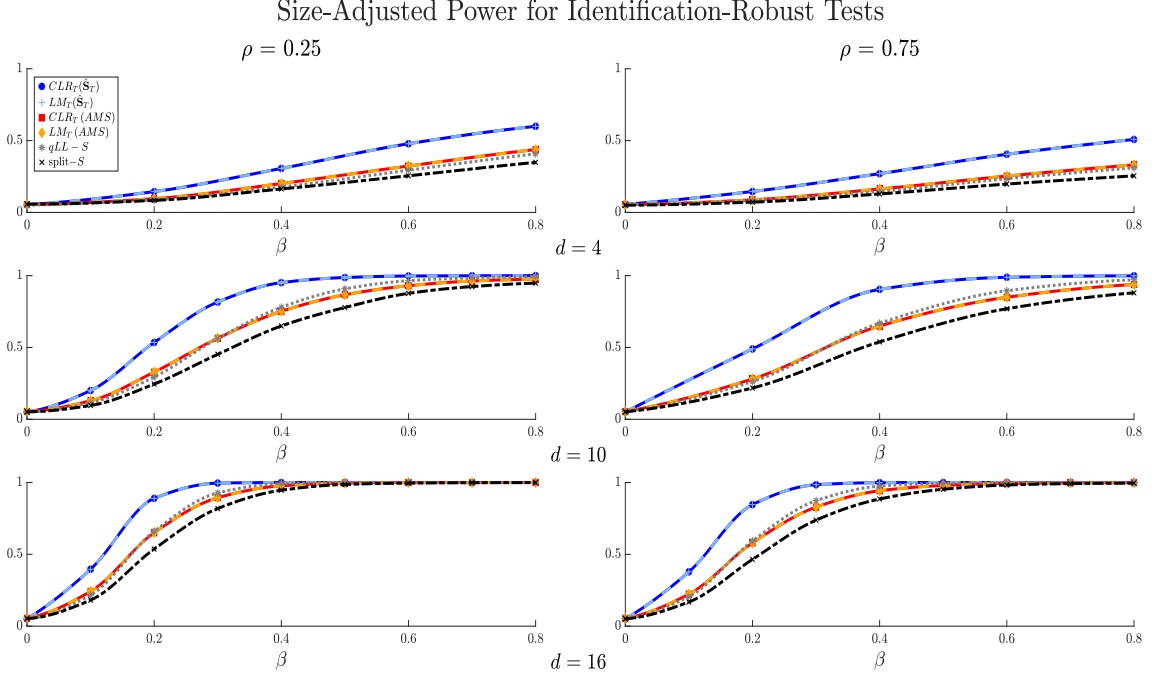 Size-Adjusted Power for Identification-Robust Tests
ρ = 0.25
ρ = 0.75
1
0.5
0
CLR_T(Ŝ_T)
LM_T(Ŝ_T)
CLR_T(AMS)
LM_T(AMS)
qLL−S
split−S
0 0.2 0.4 0.6 0.8
β
1
0.5
0
0 0.2 0.4 0.6 0.8
β
d = 4
1
0.5
0
0 0.2 0.4 0.6 0.8
β
1
0.5
0
0 0.2 0.4 0.6 0.8
β
d = 10
1
0.5
0
0 0.2 0.4 0.6 0.8
β
1
0.5
0
0 0.2 0.4 0.6 0.8
β
d = 16